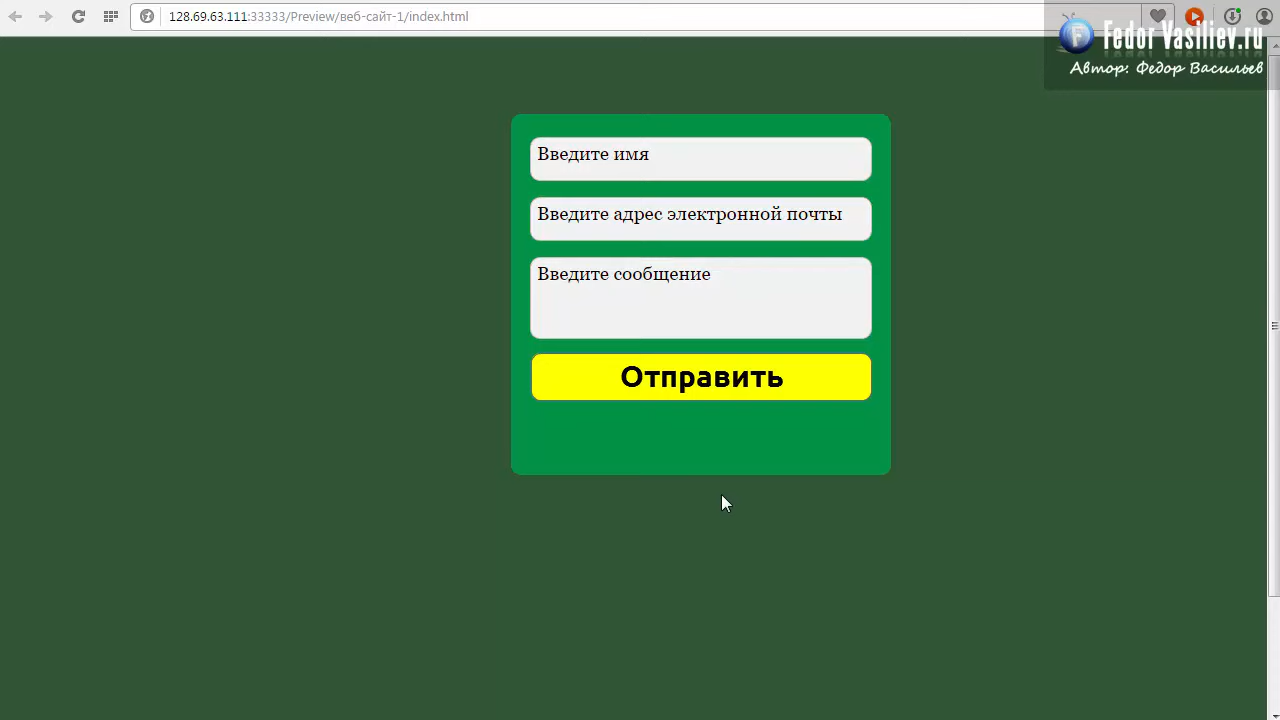 128.69.63.111:33333/Preview/веб-сайт-1/index.html
Fedor Vasiliev.ru
Автор: Федор Васильев
Введите имя
Введите адрес электронной почты
Введите сообщение
Отправить